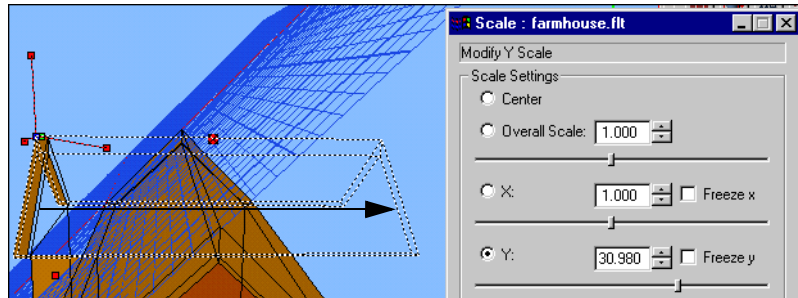 Scale : farmhouse.flt
Modify Y Scale
Scale Settings
Center
Overall Scale: 1.000
X: 1.000 Freeze x
Y: 30.980 Freeze y